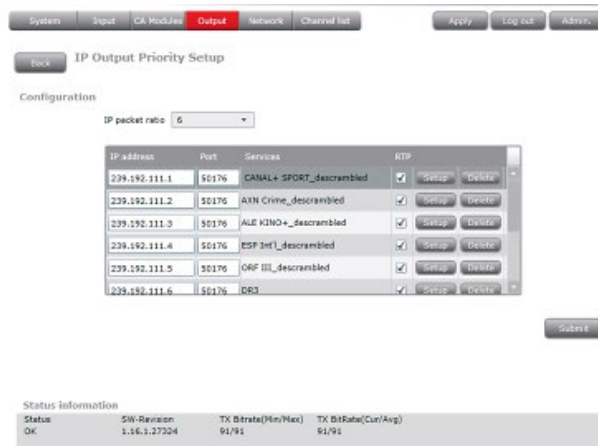 System Input CA Modules Output Network Channel list Apply Log out Admin.
Back IP Output Priority Setup
Configuration
IP packet ratio 6
IP address Port Services RTP
239.192.111.1 50176 CANAL+ SPORT_descrambled Setup Delete
239.192.111.2 50176 AXN Crime_descrambled Setup Delete
239.192.111.3 50176 ALE KINO+_descrambled Setup Delete
239.192.111.4 50176 ESP Int'l_descrambled Setup Delete
239.192.111.5 50176 ORF III_descrambled Setup Delete
239.192.111.6 50176 DR3 Setup Delete
Submit
Status information
Status SW-Revision TX Bitrate(Min/Max) TX BitRate(Cur/Avg)
OK 1.16.1.27324 91/91 91/91